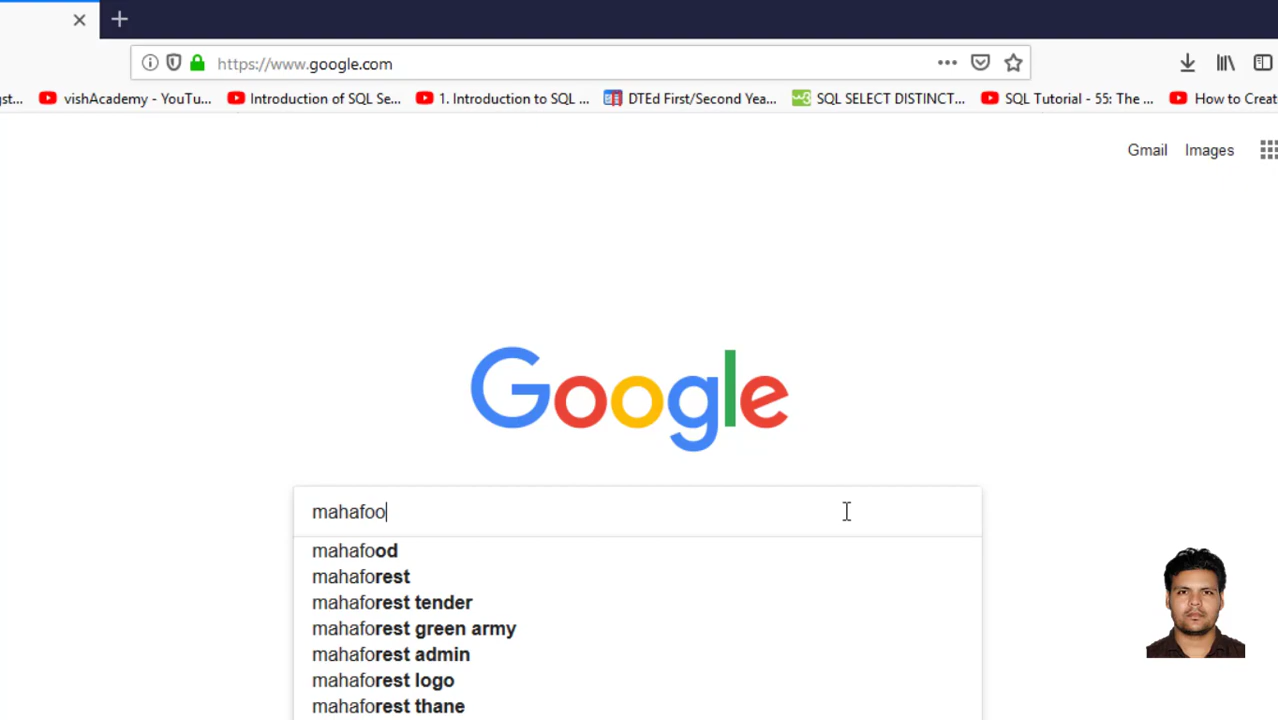 https://www.google.com
gst... vishAcademy - YouTu... Introduction of SQL Se... 1. Introduction to SQL ... DTEd First/Second Yea... SQL SELECT DISTINCT... SQL Tutorial - 55: The ... How to Creat
Gmail Images
Google
mahafoo
mahafood
mahaforest
mahaforest tender
mahaforest green army
mahaforest admin
mahaforest logo
mahaforest thane